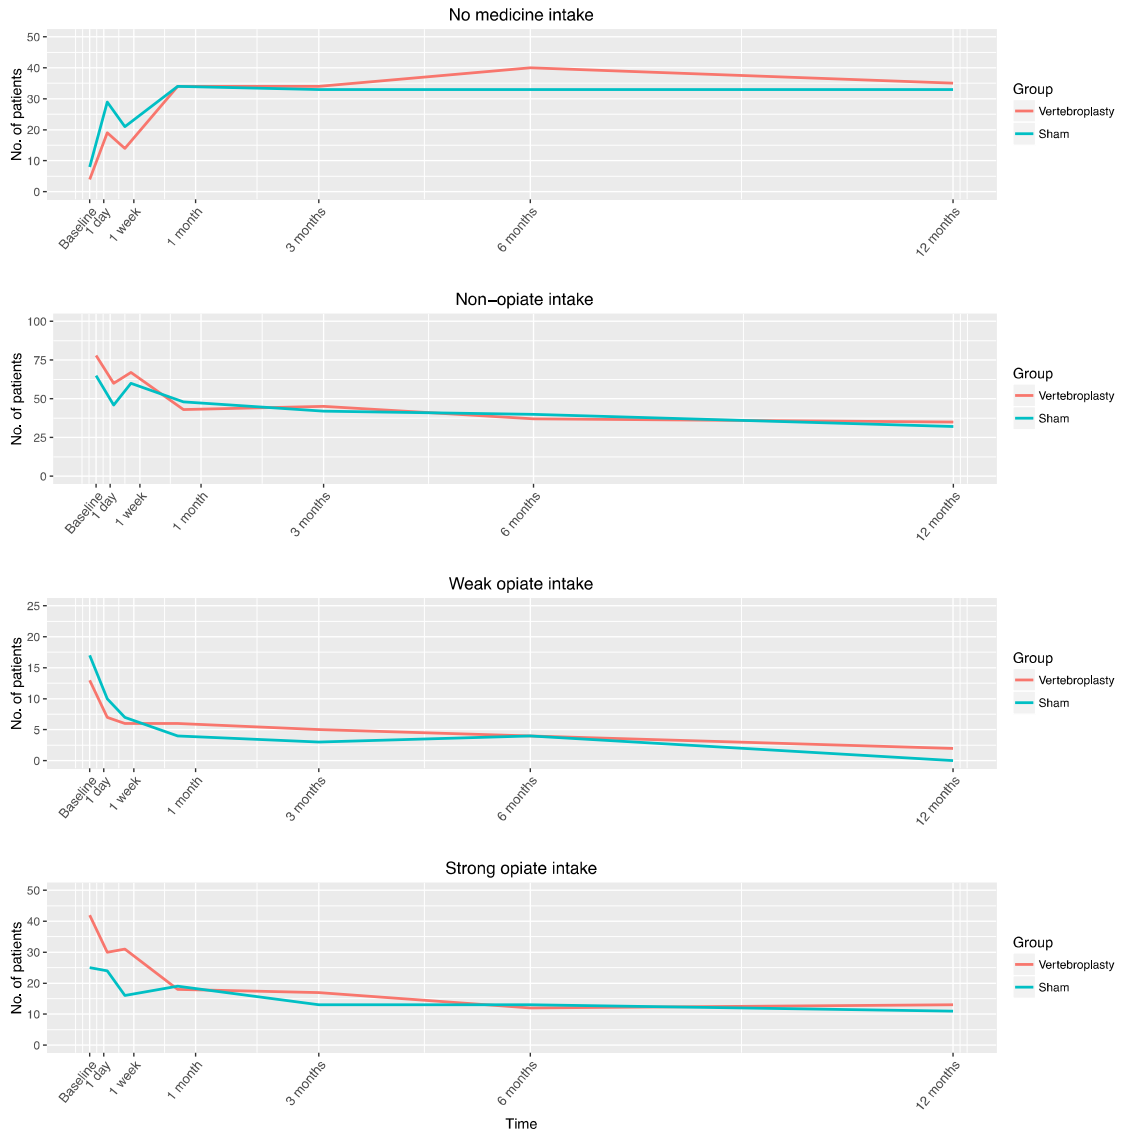 No medicine intake
50
40
30
20
10
0
No. of patients
Baseline
1 day
1 week
1 month
3 months
6 months
12 months
Group
Vertebroplasty
Sham
Non−opiate intake
100
75
50
25
0
No. of patients
Baseline
1 day
1 week
1 month
3 months
6 months
12 months
Group
Vertebroplasty
Sham
Weak opiate intake
25
20
15
10
5
0
No. of patients
Baseline
1 day
1 week
1 month
3 months
6 months
12 months
Group
Vertebroplasty
Sham
Strong opiate intake
50
40
30
20
10
0
No. of patients
Baseline
1 day
1 week
1 month
3 months
6 months
12 months
Group
Vertebroplasty
Sham
Time